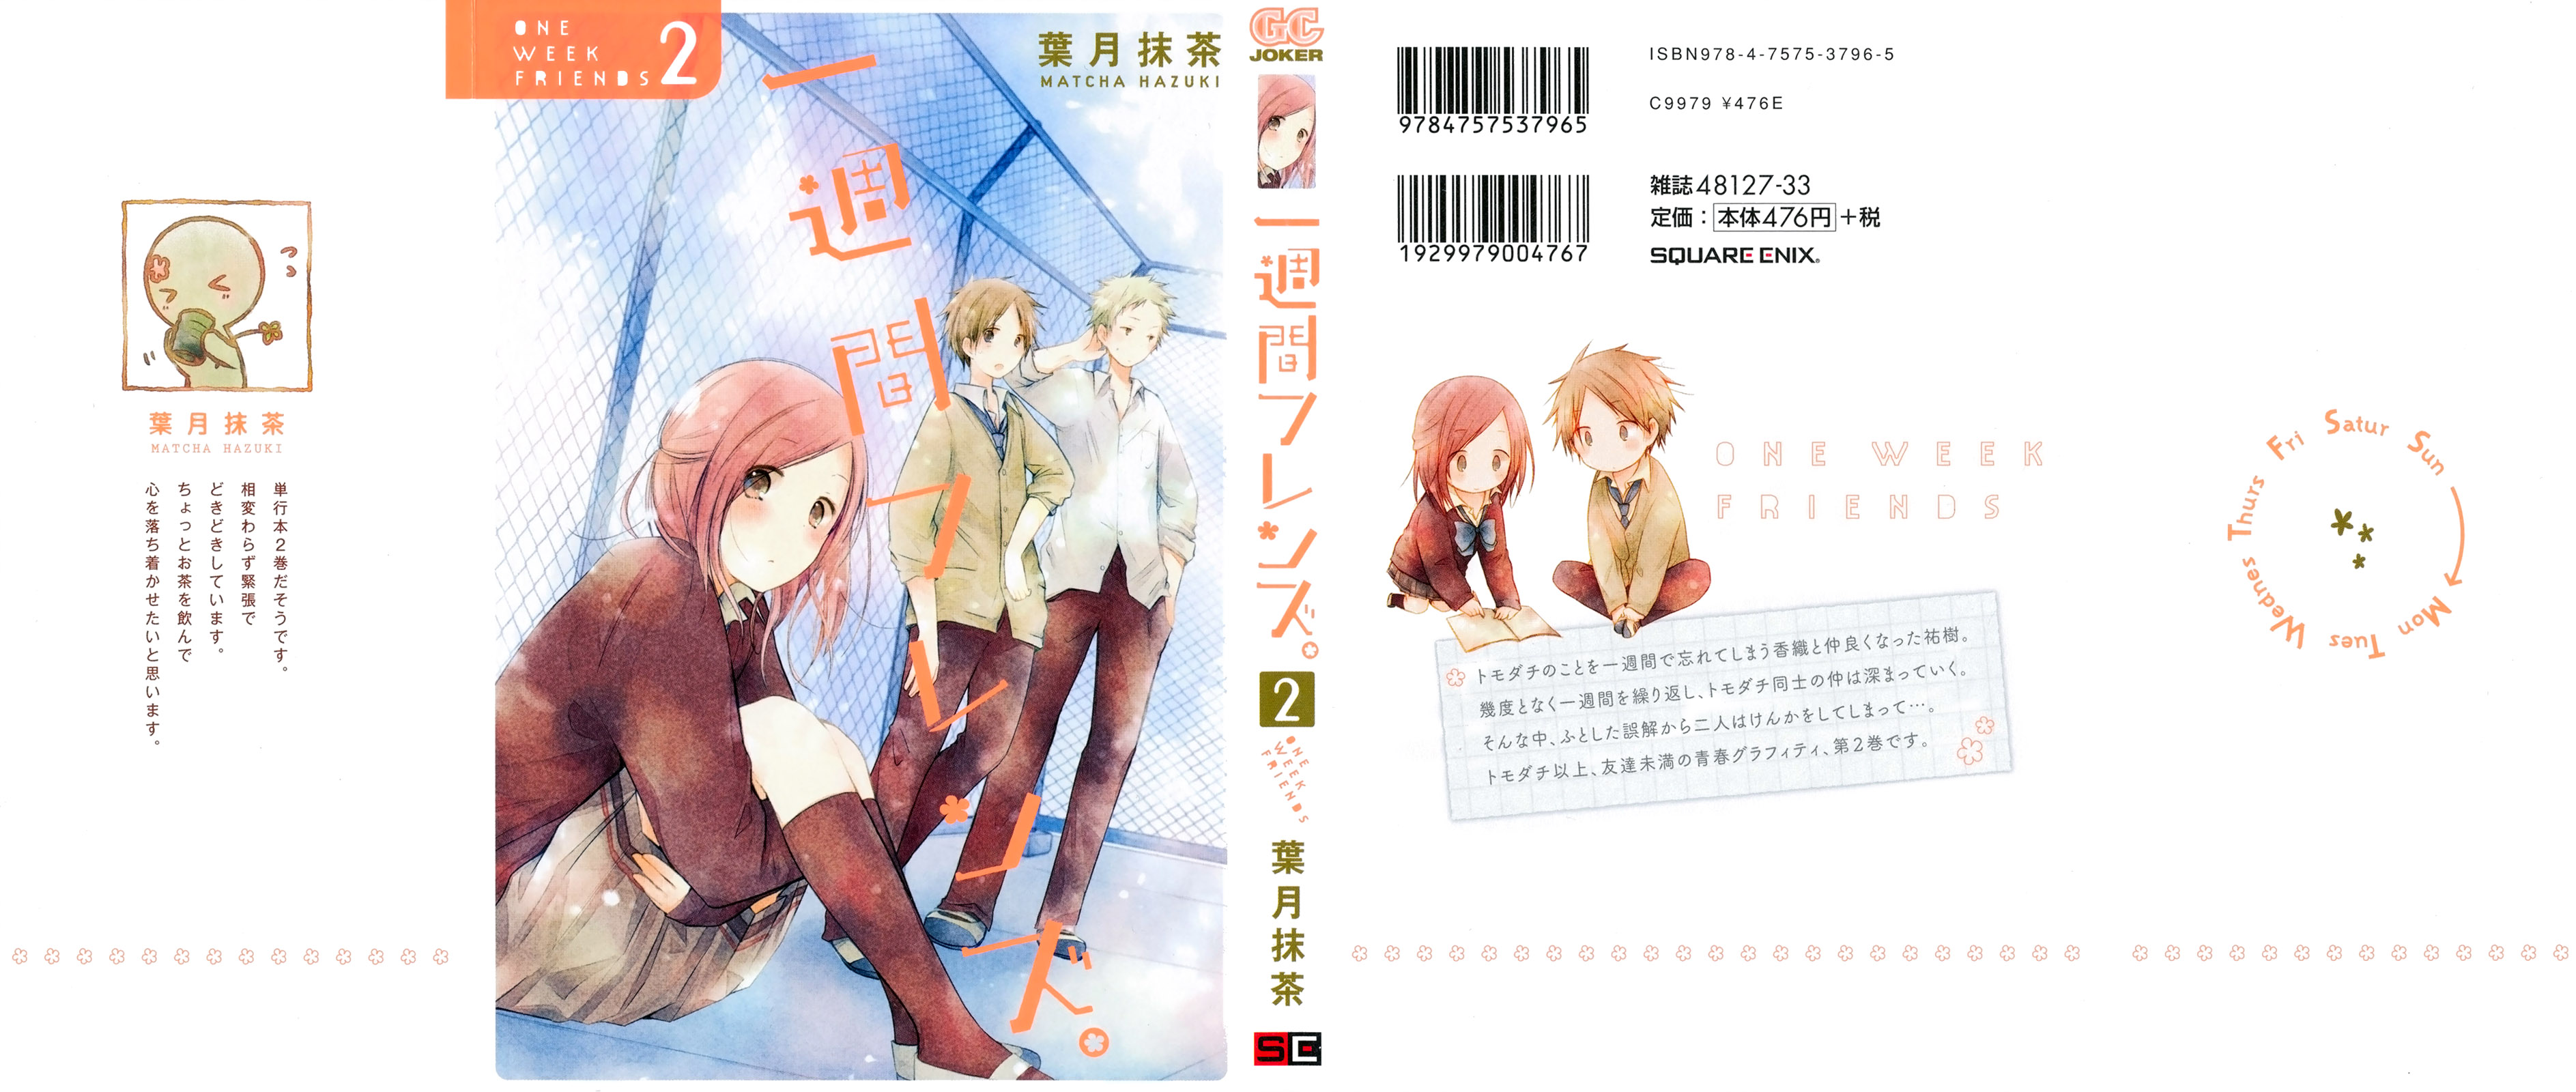 葉月抹茶
MATCHA HAZUKI
単行本2巻だそうです。
相変わらず緊張で
どきどきしています。
ちょっとお茶を飲んで
心を落ち着かせたいと思います。
ONE
WEEK
FRIENDS 2
一週間フレンズ。
葉月抹茶
MATCHA HAZUKI
GC
JOKER
一週間フレンズ。
2
ONE
WEEK
FRIENDS
葉月抹茶
SE
9784757537965
ISBN978-4-7575-3796-5
C9979 ¥476E
1929979004767
雑誌48127-33
定価：本体476円+税
SQUARE ENIX®
ONE WEEK
FRIENDS
トモダチのことを一週間で忘れてしまう香織と仲良くなった祐樹。
幾度となく一週間を繰り返し、トモダチ同士の仲は深まっていく。
そんな中、ふとした誤解から二人はけんかをしてしまって…。
トモダチ以上、友達未満の青春グラフィティ、第2巻です。
Mon
Tues
Wednes
Thurs
Fri
Satur
Sun